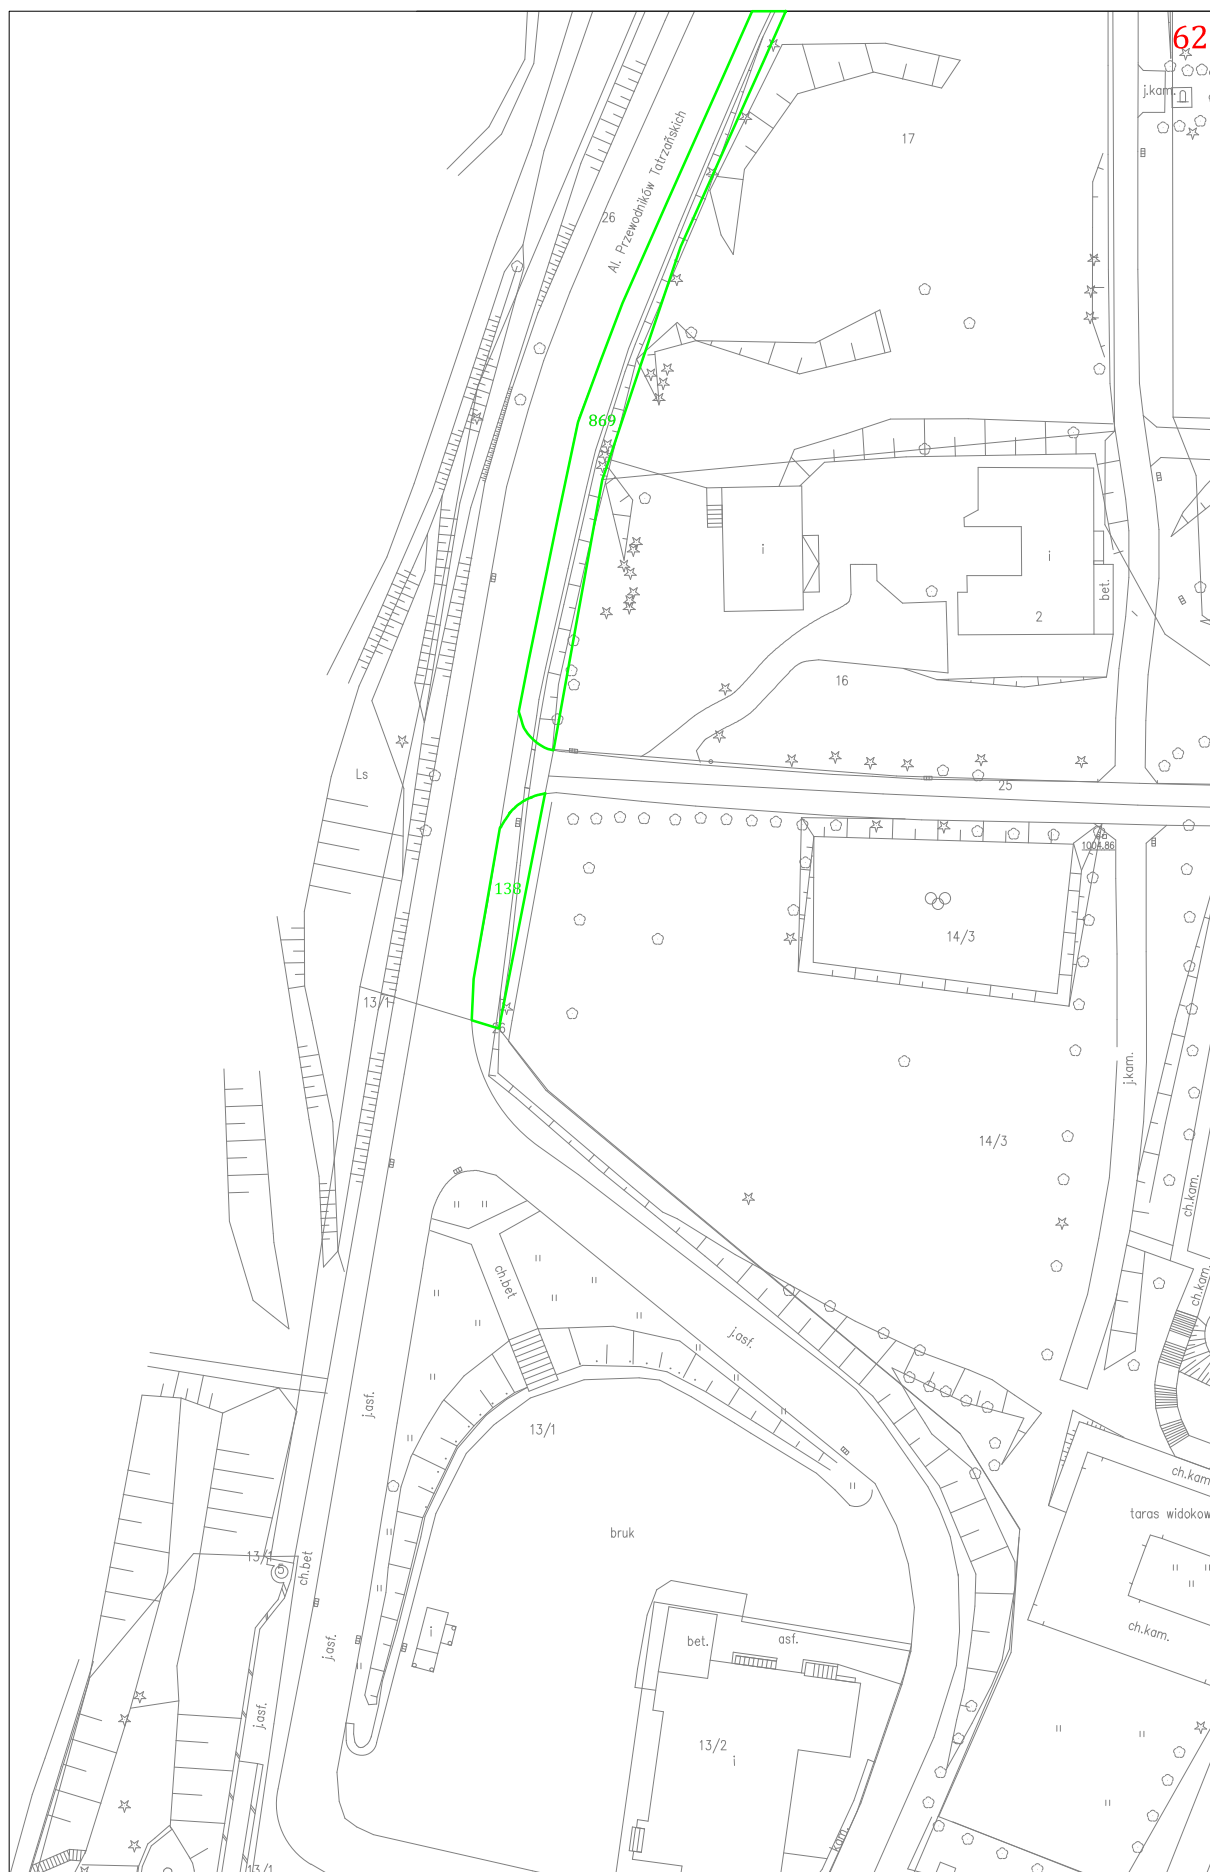 62
j.kam.
17
Al. Przewodników Tatrzańskich
26
869
i
i
bet.
2
16
Ls
25
1004.86
138
14/3
13/1
26
j.kam.
14/3
ch.kam.
ch.bet
ch.kam.
j.asf.
j.asf.
13/1
ch.kam
taras widokow
bruk
13/1
ch.bet
i
ch.kam.
j.asf.
bet.
asf.
j.asf.
13/2
i
kam.
13/1